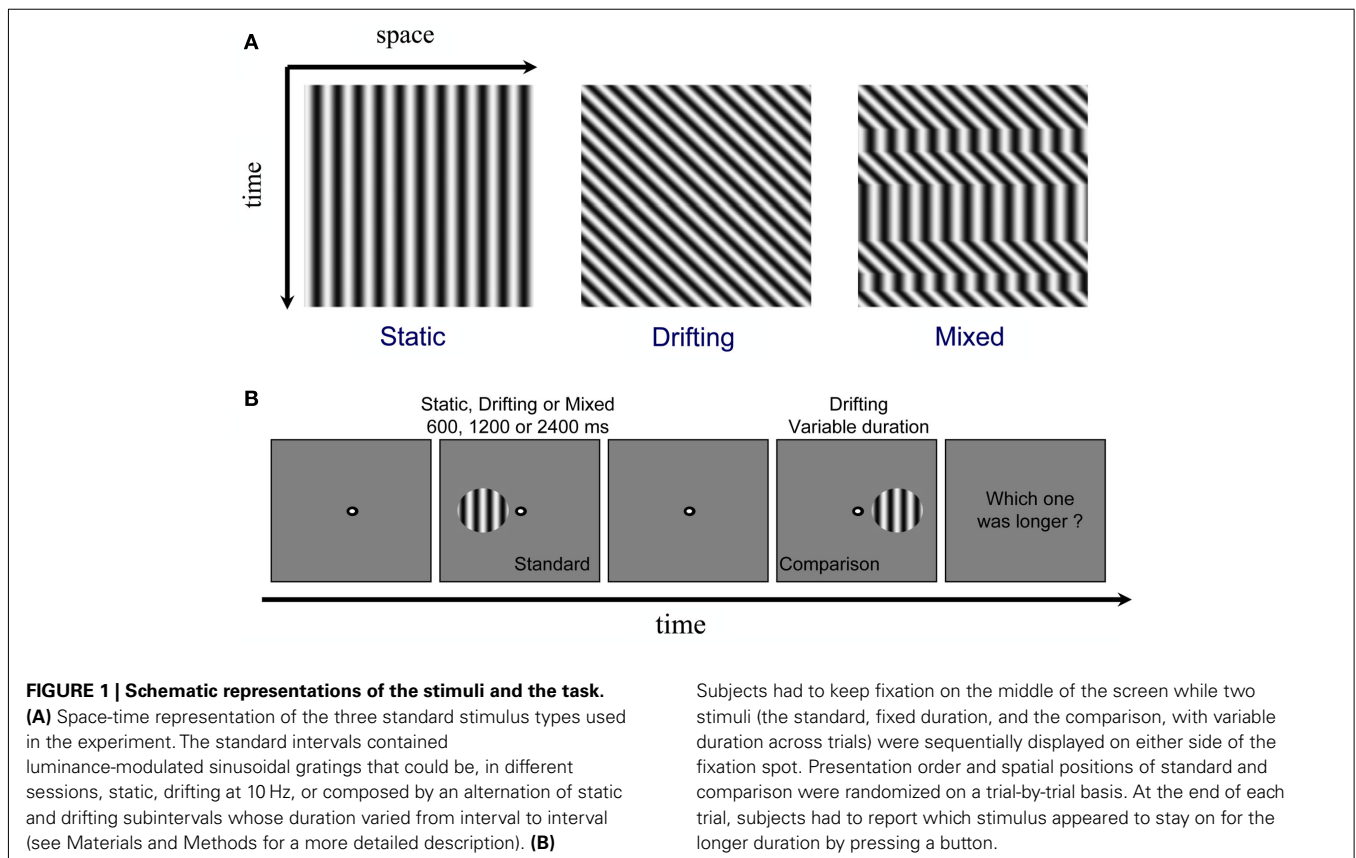 A
space
time
Static
Drifting
Mixed
B
Static, Drifting or Mixed
600, 1200 or 2400 ms
Drifting
Variable duration
Standard
Comparison
Which one
was longer ?
time
FIGURE 1 | Schematic representations of the stimuli and the task.
(A) Space-time representation of the three standard stimulus types used
in the experiment. The standard intervals contained
luminance-modulated sinusoidal gratings that could be, in different
sessions, static, drifting at 10 Hz, or composed by an alternation of static
and drifting subintervals whose duration varied from interval to interval
(see Materials and Methods for a more detailed description). (B)
Subjects had to keep fixation on the middle of the screen while two
stimuli (the standard, fixed duration, and the comparison, with variable
duration across trials) were sequentially displayed on either side of the
fixation spot. Presentation order and spatial positions of standard and
comparison were randomized on a trial-by-trial basis. At the end of each
trial, subjects had to report which stimulus appeared to stay on for the
longer duration by pressing a button.